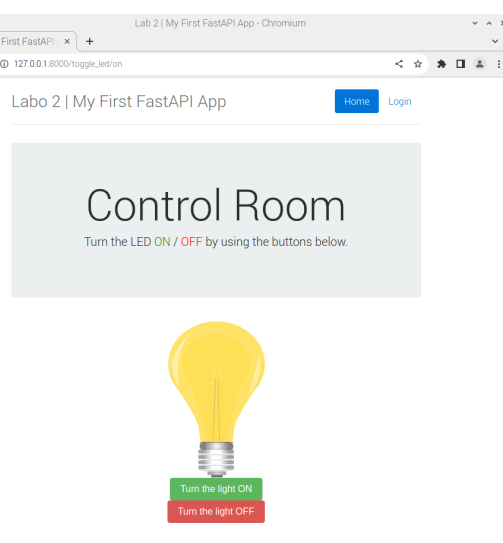 Lab 2 | My First FastAPI App - Chromium
First FastAPI
127.0.0.1:8000/toggle_led/on
Labo 2 | My First FastAPI App
Home
Login
Control Room
Turn the LED ON / OFF by using the buttons below.
Turn the light ON
Turn the light OFF